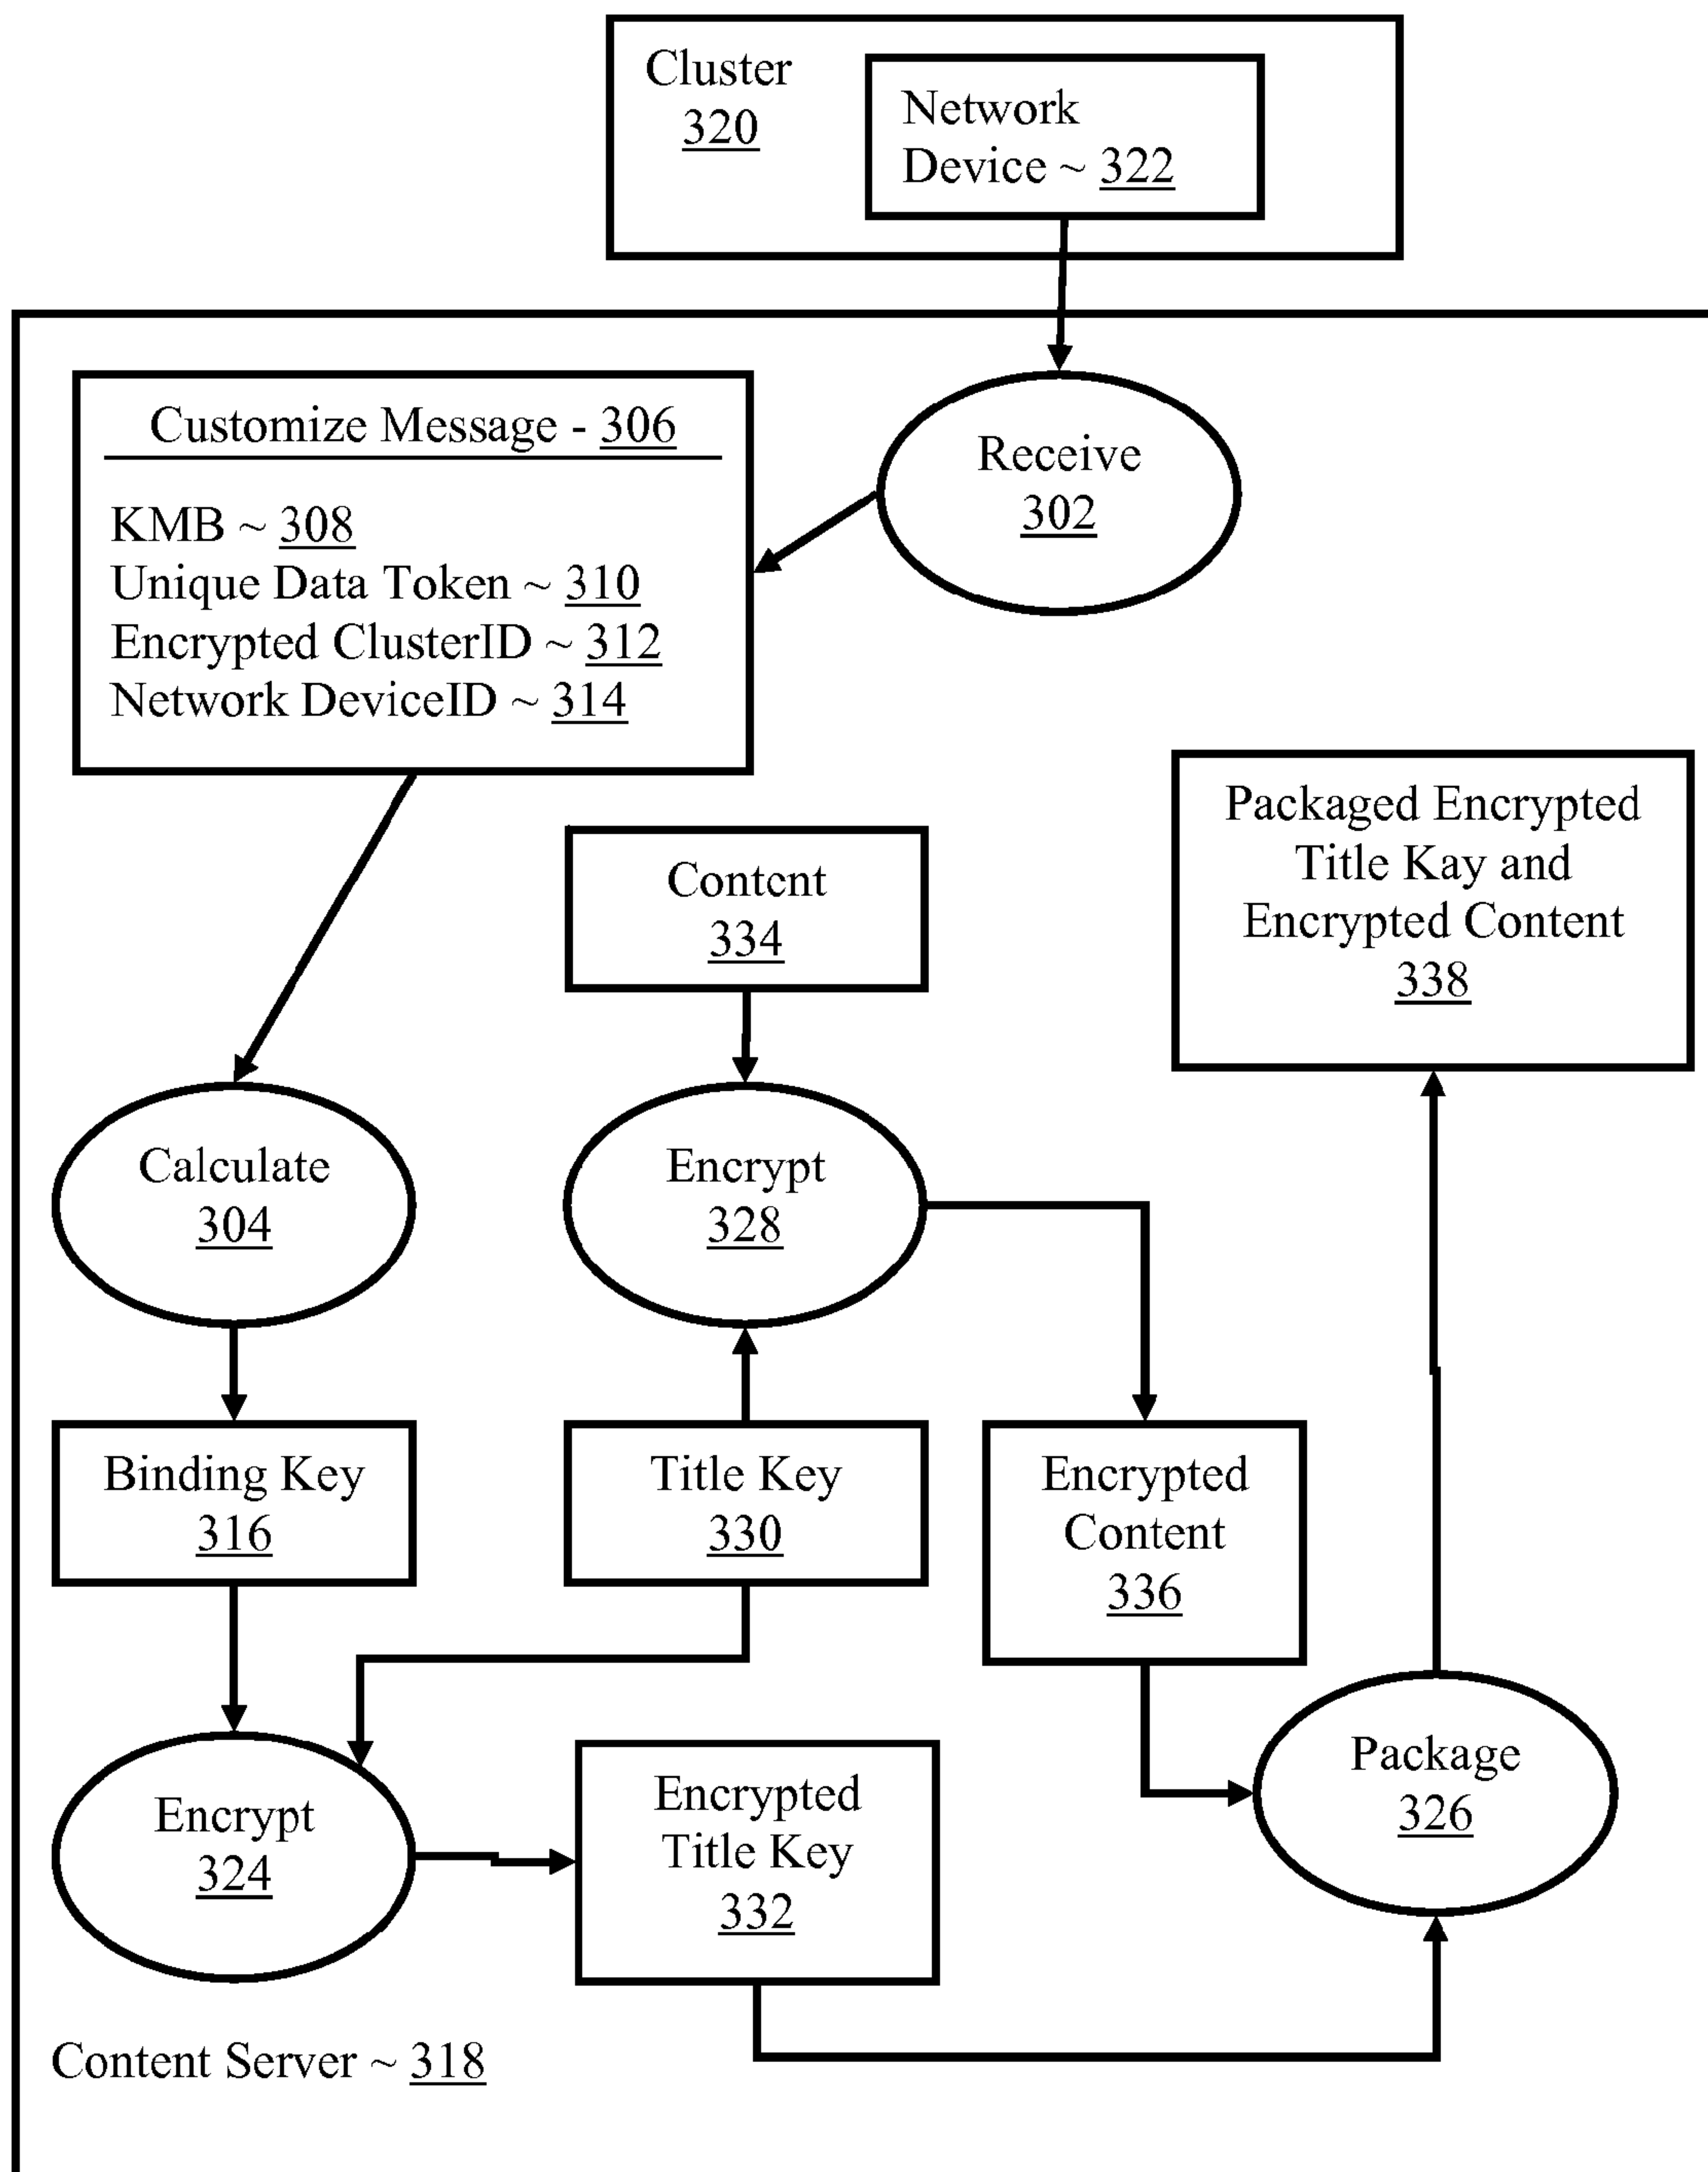 Cluster
320
Network
Device ~ 322
Customize Message - 306
KMB ~ 308
Unique Data Token ~ 310
Encrypted ClusterID ~ 312
Network DeviceID ~ 314
Receive
302
Packaged Encrypted
Title Kay and
Encrypted Content
338
Content
334
Calculate
304
Encrypt
328
Binding Key
316
Title Key
330
Encrypted
Content
336
Encrypt
324
Encrypted
Title Key
332
Package
326
Content Server ~ 318